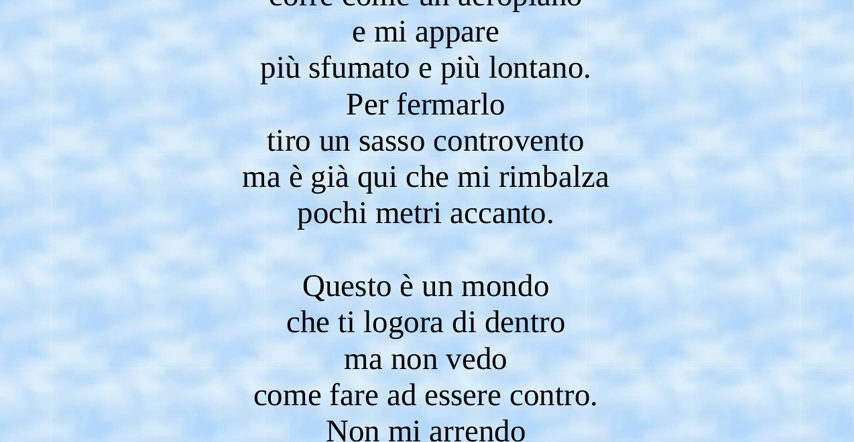 corre come un aeroplano
e mi appare
più sfumato e più lontano.
Per fermarlo
tiro un sasso controvento
ma è già qui che mi rimbalza
pochi metri accanto.
Questo è un mondo
che ti logora di dentro
ma non vedo
come fare ad essere contro.
Non mi arrendo